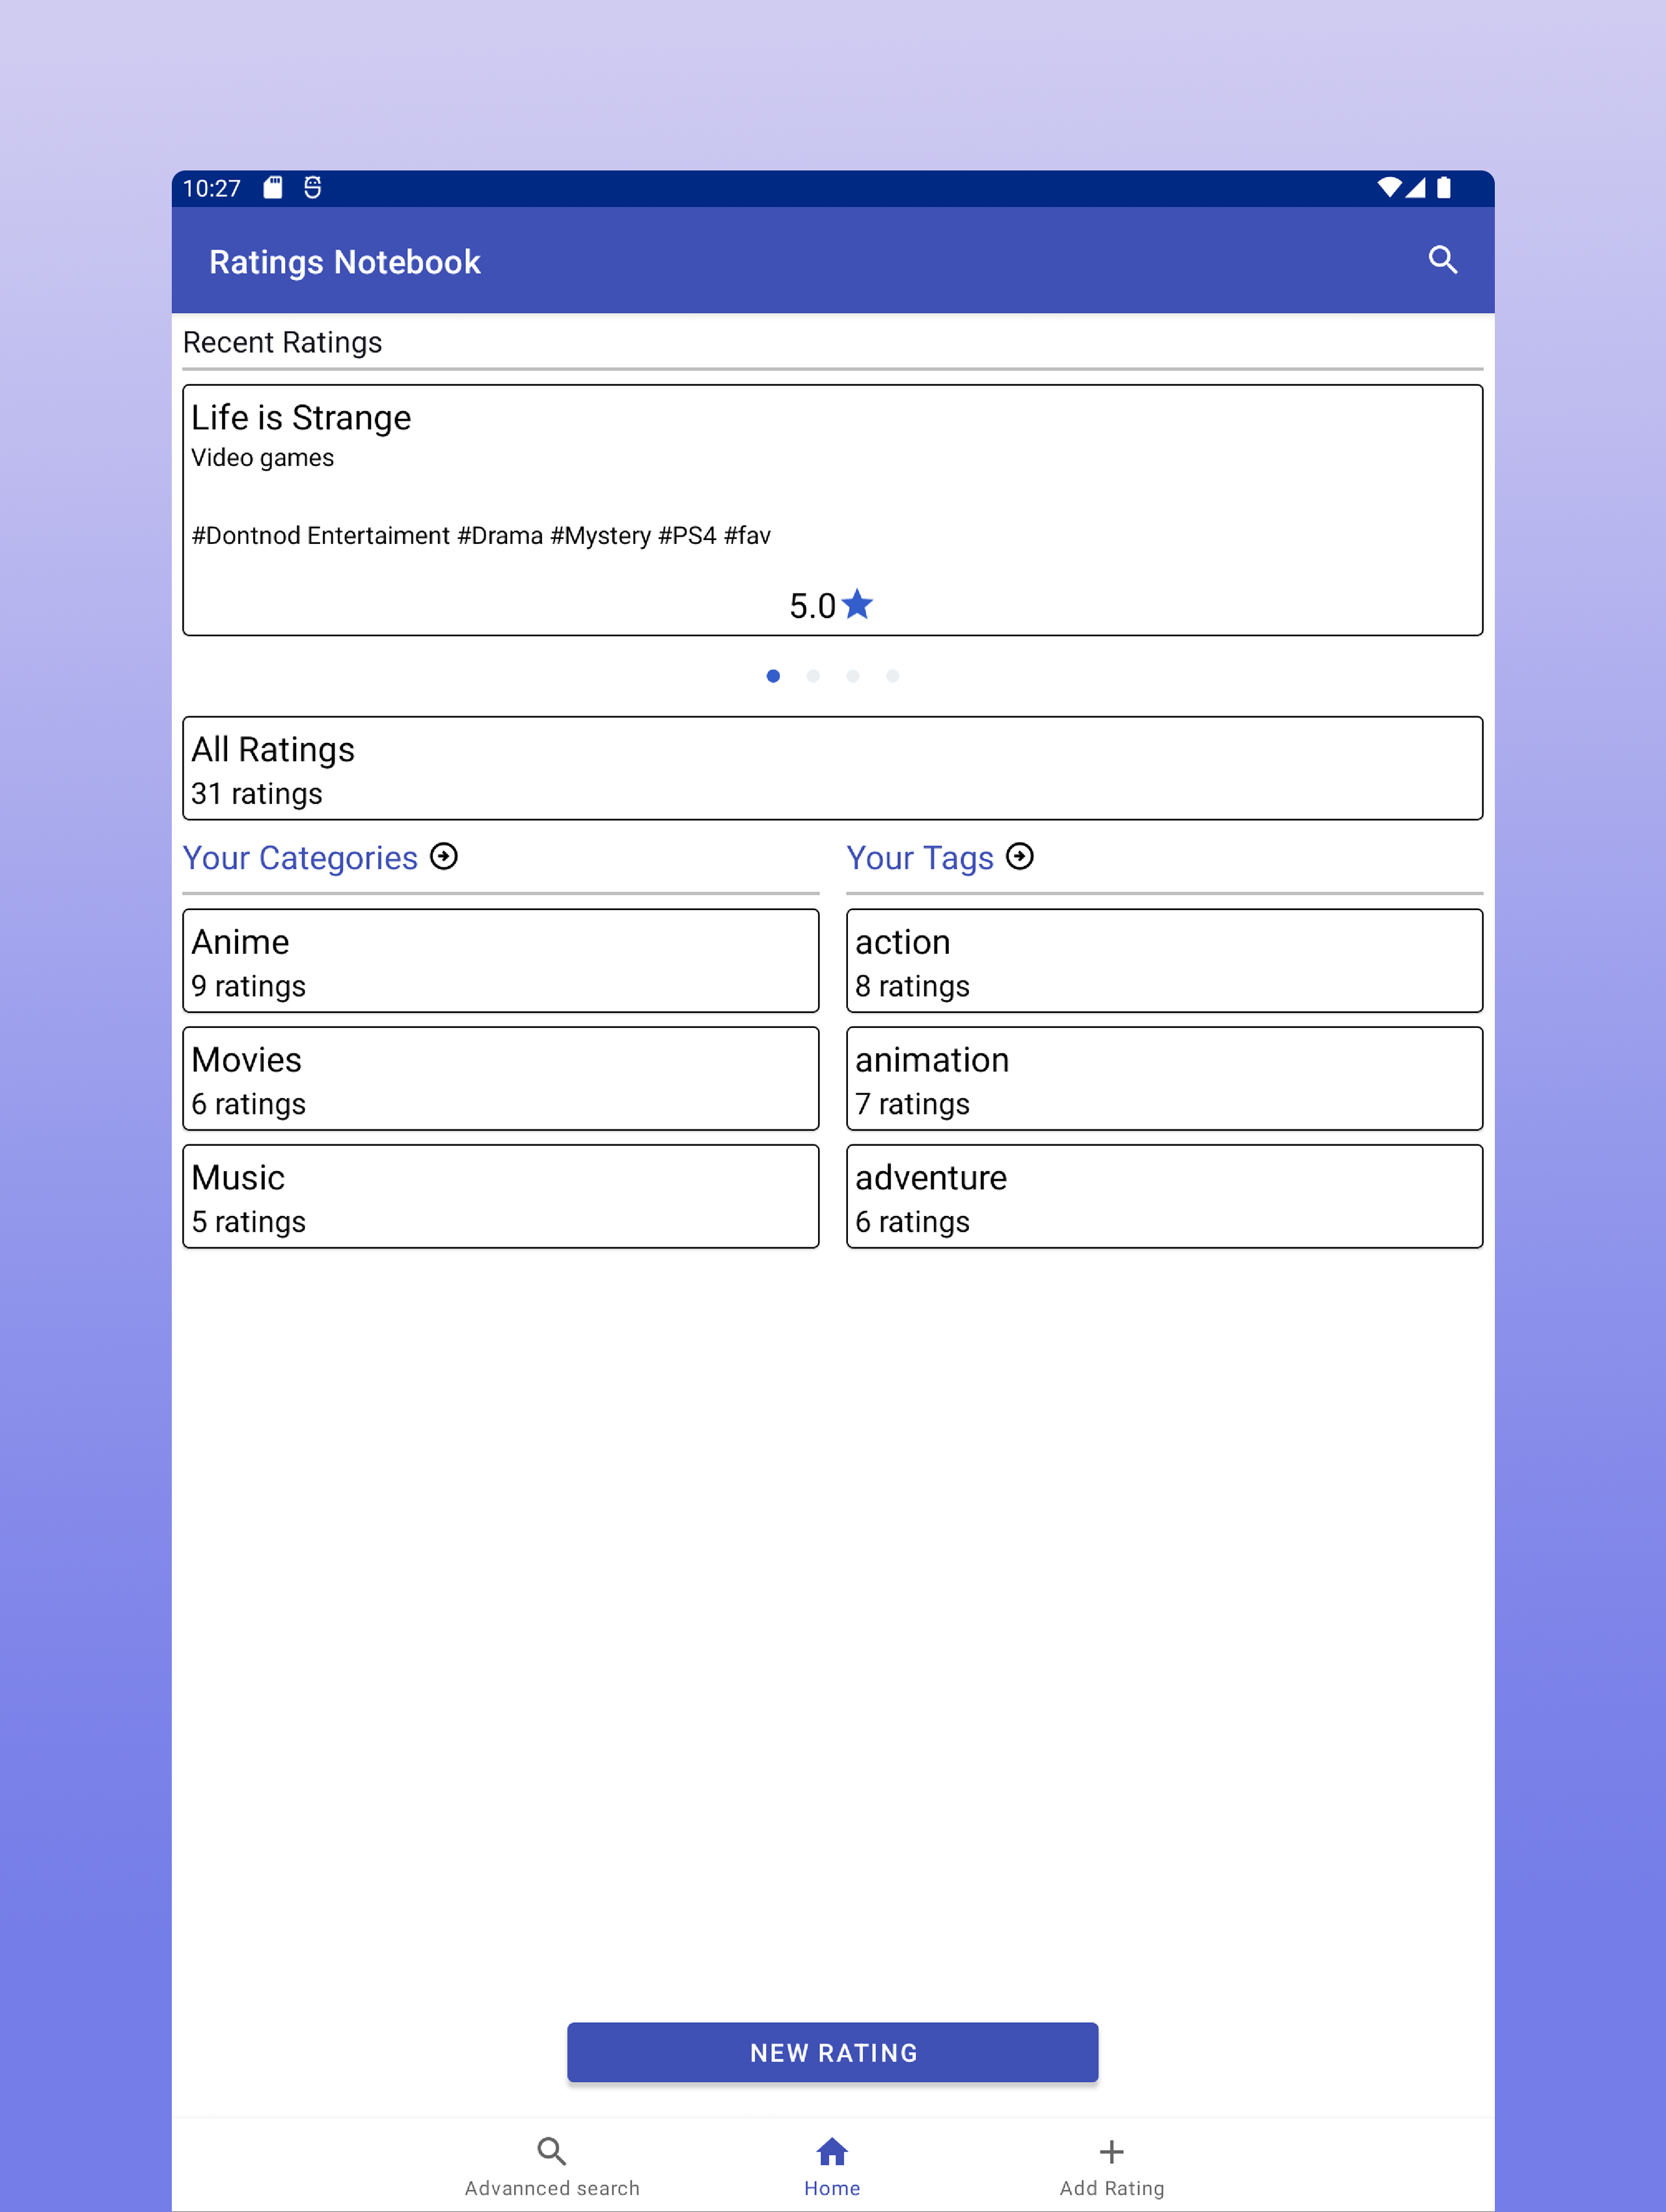 10:27
Ratings Notebook
Recent Ratings
Life is Strange
Video games
#Dontnod Entertaiment #Drama #Mystery #PS4 #fav
5.0
All Ratings
31 ratings
Your Categories
Your Tags
Anime
9 ratings
action
8 ratings
Movies
6 ratings
animation
7 ratings
Music
5 ratings
adventure
6 ratings
NEW RATING
Advannced search
Home
Add Rating